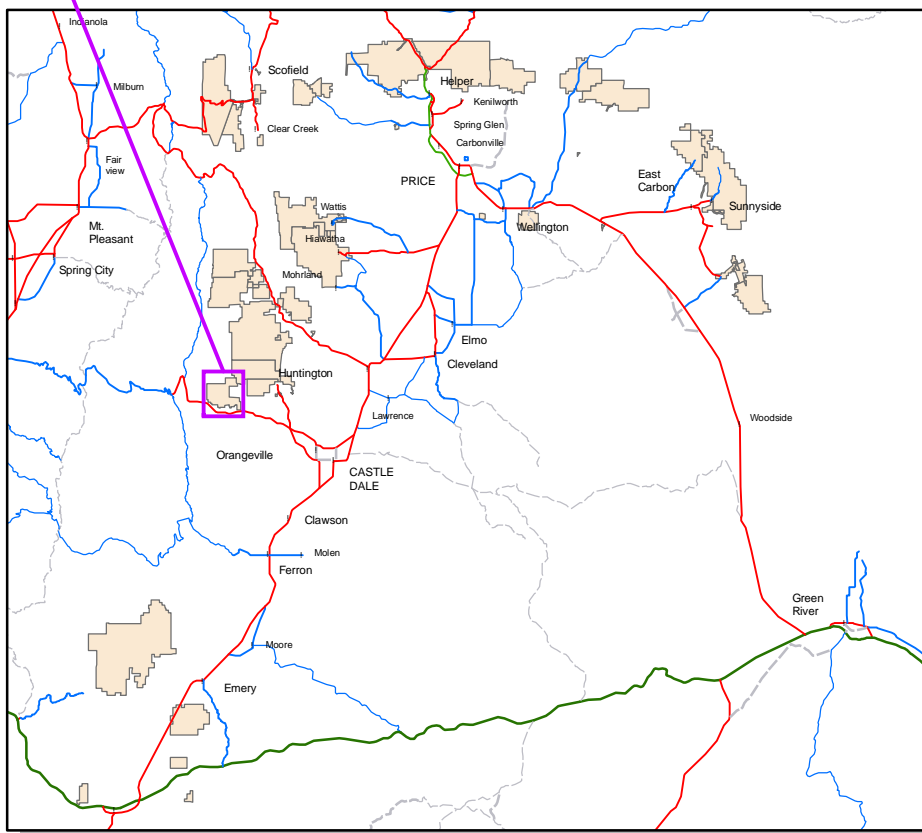 Indianola
Scofield
Helper
Milburn
Kenilworth
Clear Creek
Spring Glen
Carbonville
Fair
view
PRICE
East
Carbon
Sunnyside
Wattis
Mt.
Pleasant
Wellington
Hiawatha
Spring City
Mohrland
Elmo
Cleveland
Huntington
Lawrence
Woodside
Orangeville
CASTLE
DALE
Clawson
Molen
Ferron
Green
River
Moore
Emery